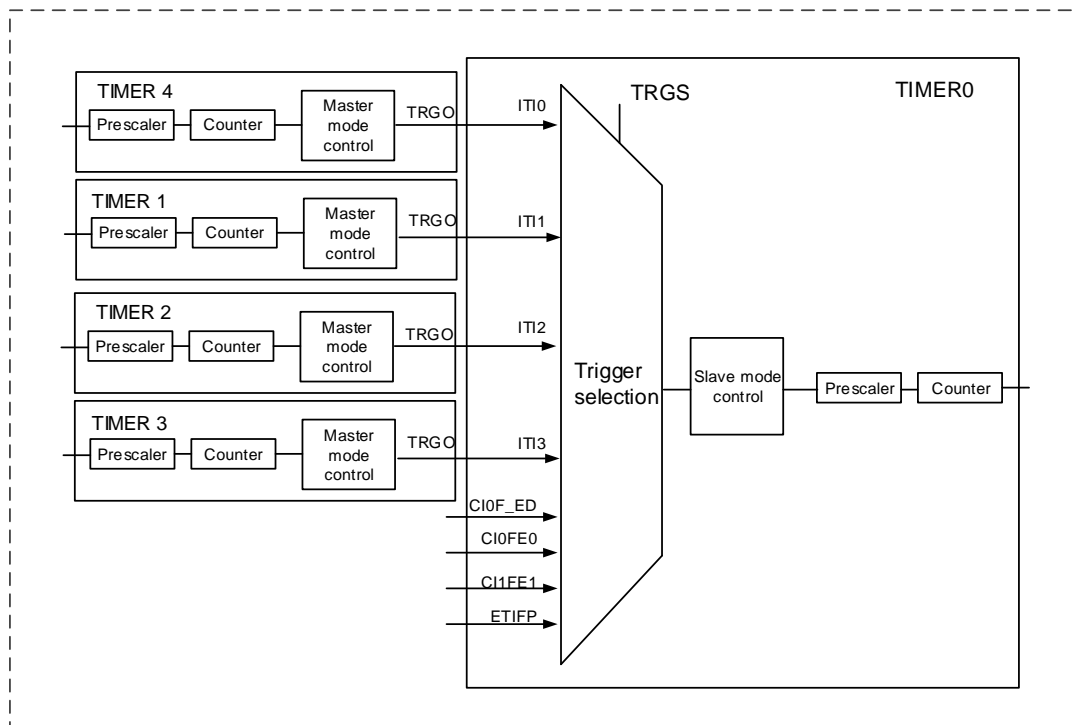 TIMER 4
Prescaler
Counter
Master
mode
control
TRGO
ITI0
TRGS
TIMER0
TIMER 1
Prescaler
Counter
Master
mode
control
TRGO
ITI1
TIMER 2
Prescaler
Counter
Master
mode
control
TRGO
ITI2
Trigger
selection
Slave mode
control
Prescaler
Counter
TIMER 3
Prescaler
Counter
Master
mode
control
TRGO
ITI3
CI0F_ED
CI0FE0
CI1FE1
ETIFP